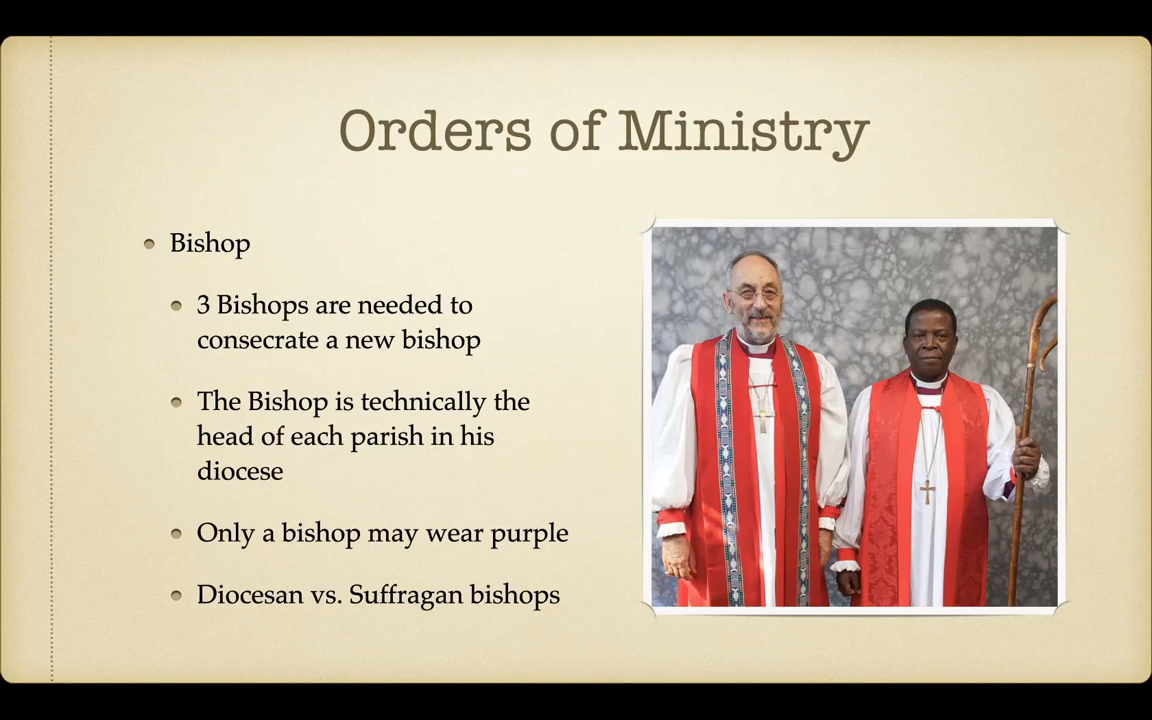 Orders of Ministry
Bishop
3 Bishops are needed to
consecrate a new bishop
The Bishop is technically the
head of each parish in his
diocese
Only a bishop may wear purple
Diocesan vs. Suffragan bishops